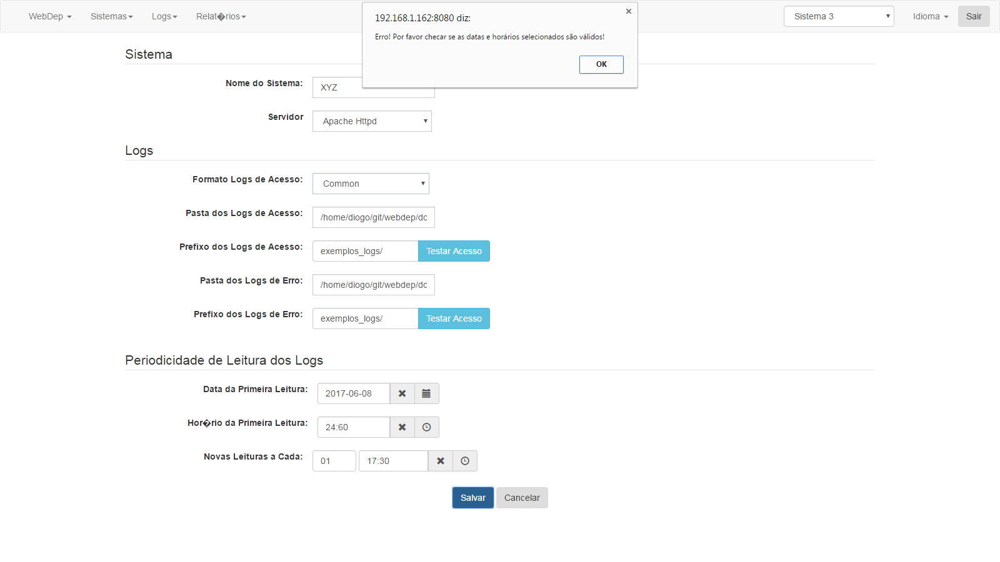 WebDep Sistemas Logs Relat�rios Sistema 3 Idioma Sair
192.168.1.162:8080 diz:
Erro! Por favor checar se as datas e horários selecionados são válidos!
OK
Sistema
Nome do Sistema: XYZ
Servidor Apache Httpd
Logs
Formato Logs de Acesso: Common
Pasta dos Logs de Acesso: /home/diogo/git/webdep/do
Prefixo dos Logs de Acesso: exemplos_logs/ Testar Acesso
Pasta dos Logs de Erro: /home/diogo/git/webdep/do
Prefixo dos Logs de Erro: exemplos_logs/ Testar Acesso
Periodicidade de Leitura dos Logs
Data da Primeira Leitura: 2017-06-08
Hor�rio da Primeira Leitura: 24:60
Novas Leituras a Cada: 01 17:30
Salvar Cancelar